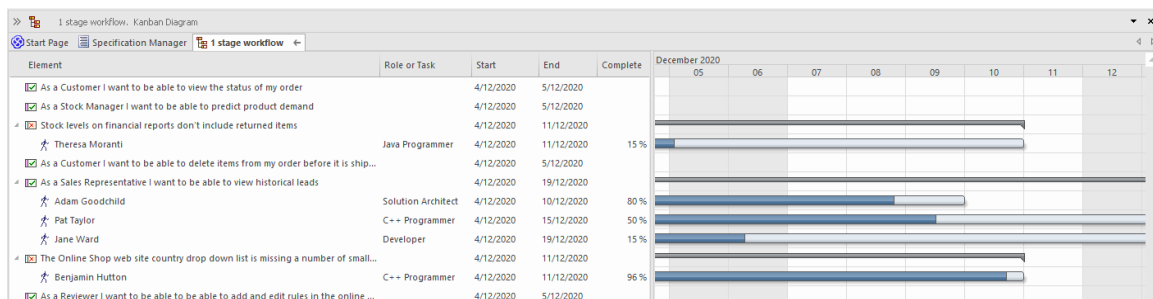 1 stage workflow.  Kanban Diagram
Start Page Specification Manager 1 stage workflow
Element Role or Task Start End Complete December 2020
05 06 07 08 09 10 11 12
As a Customer I want to be able to view the status of my order 4/12/2020 5/12/2020
As a Stock Manager I want to be able to predict product demand 4/12/2020 5/12/2020
Stock levels on financial reports don't include returned items 4/12/2020 11/12/2020
Theresa Moranti Java Programmer 4/12/2020 11/12/2020 15 %
As a Customer I want to be able to delete items from my order before it is ship... 4/12/2020 5/12/2020
As a Sales Representative I want to be able to view historical leads 4/12/2020 19/12/2020
Adam Goodchild Solution Architect 4/12/2020 10/12/2020 80 %
Pat Taylor C++ Programmer 4/12/2020 15/12/2020 50 %
Jane Ward Developer 4/12/2020 19/12/2020 15 %
The Online Shop web site country drop down list is missing a number of small... 4/12/2020 11/12/2020
Benjamin Hutton C++ Programmer 4/12/2020 11/12/2020 96 %
As a Reviewer I want to be able to be able to add and edit rules in the online ... 4/12/2020 5/12/2020